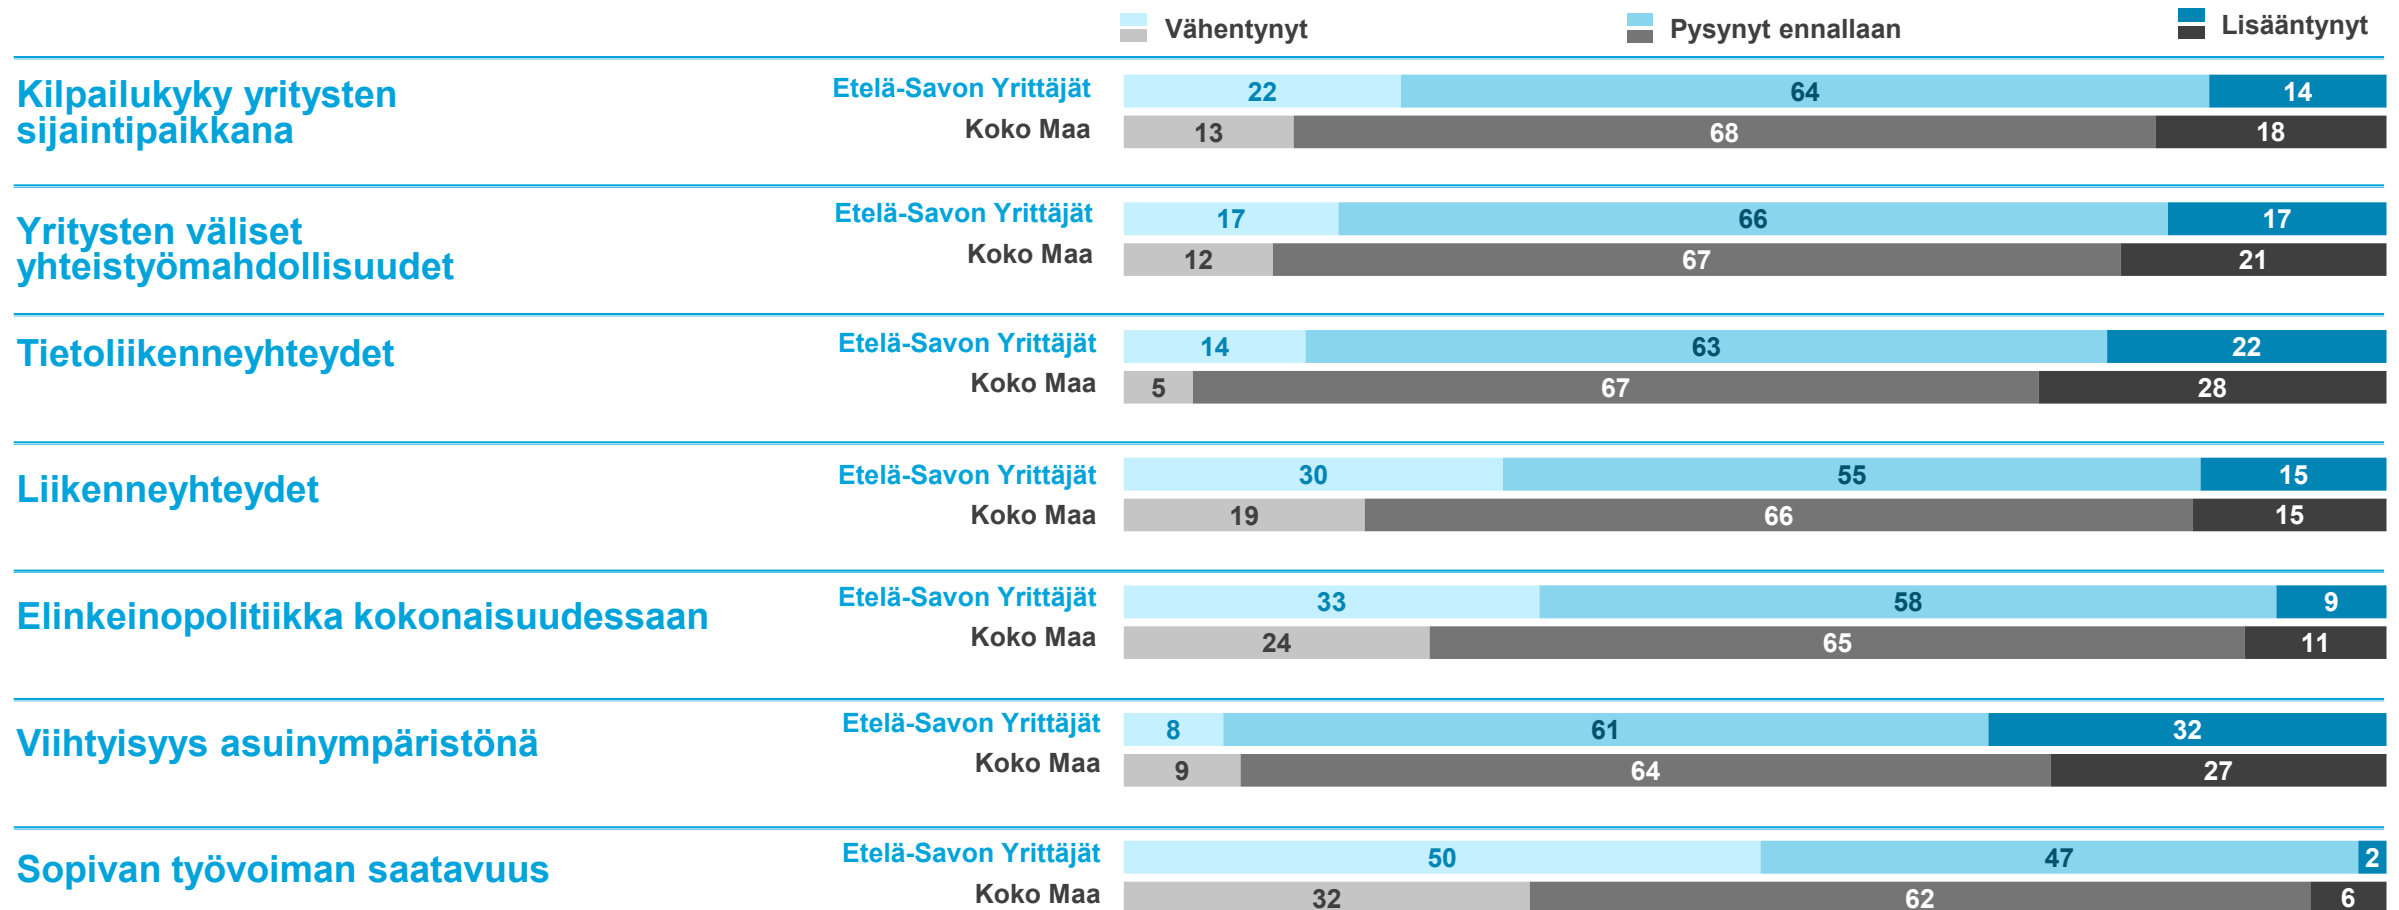 Vähentynyt Pysynyt ennallaan Lisääntynyt
Kilpailukyky yritysten
sijaintipaikkana
Etelä-Savon Yrittäjät 22 64 14
Koko Maa 13 68 18
Yritysten väliset
yhteistyömahdollisuudet
Etelä-Savon Yrittäjät 17 66 17
Koko Maa 12 67 21
Tietoliikenneyhteydet
Etelä-Savon Yrittäjät 14 63 22
Koko Maa 5 67 28
Liikenneyhteydet
Etelä-Savon Yrittäjät 30 55 15
Koko Maa 19 66 15
Elinkeinopolitiikka kokonaisuudessaan
Etelä-Savon Yrittäjät 33 58 9
Koko Maa 24 65 11
Viihtyisyys asuinympäristönä
Etelä-Savon Yrittäjät 8 61 32
Koko Maa 9 64 27
Sopivan työvoiman saatavuus
Etelä-Savon Yrittäjät 50 47 2
Koko Maa 32 62 6